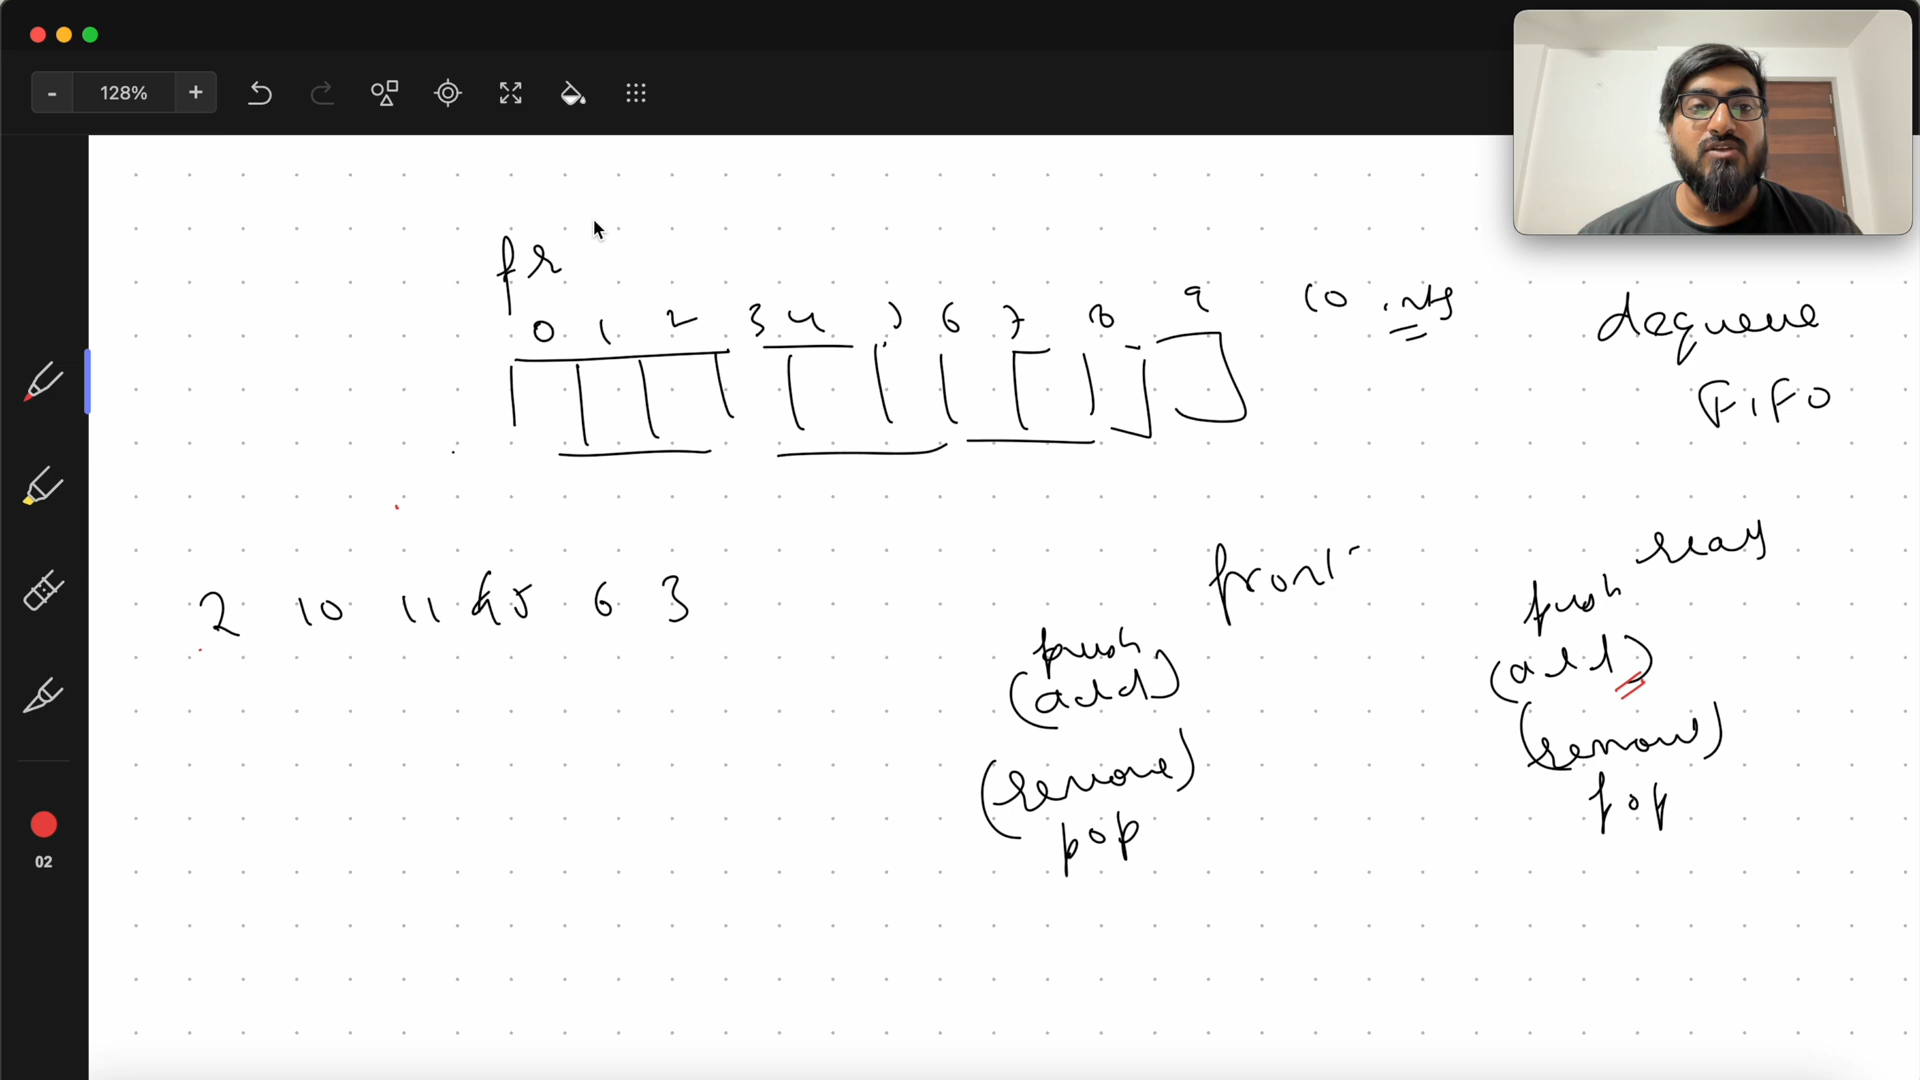 - 128% +
fr
0 1 2 3 4 5 6 7 8 9
10 ints
dequeue
FIFO
2 10 11 45 6 3
front
push
(add)
(remove)
pop
rear
push
(add)
(remove)
pop
02